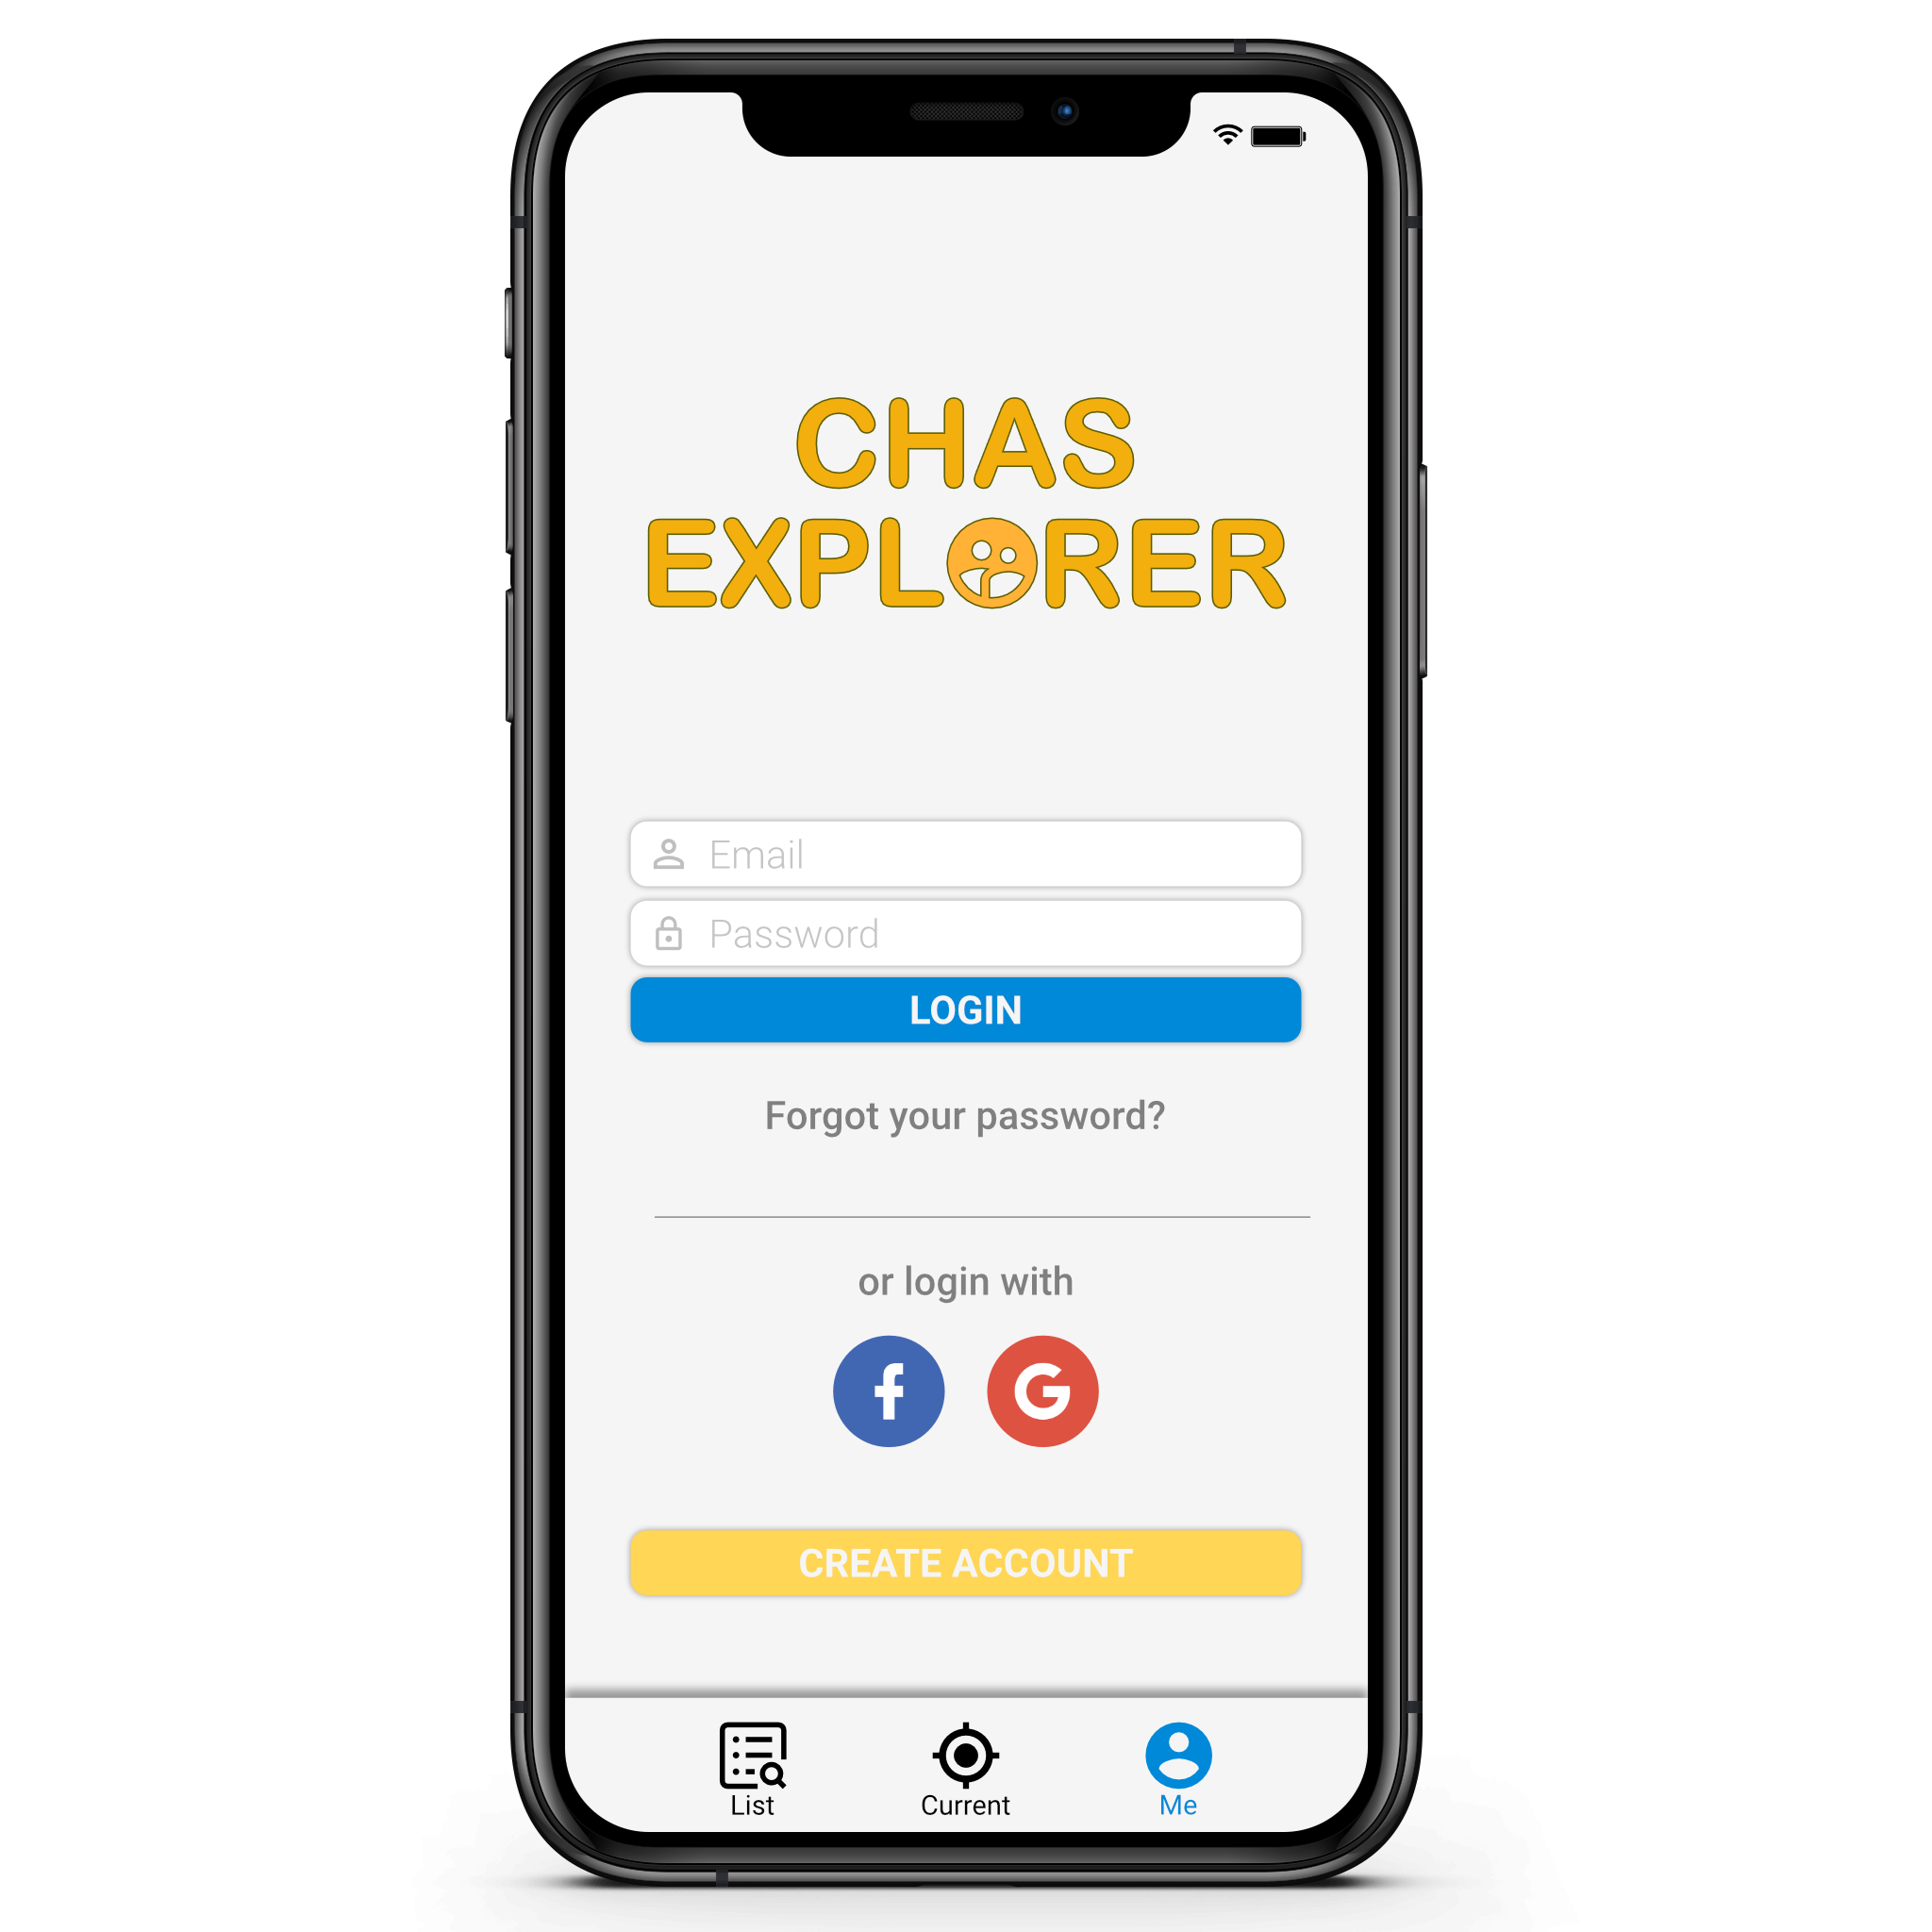 CHAS
EXPLORER
Email
Password
LOGIN
Forgot your password?
or login with
CREATE ACCOUNT
List
Current
Me